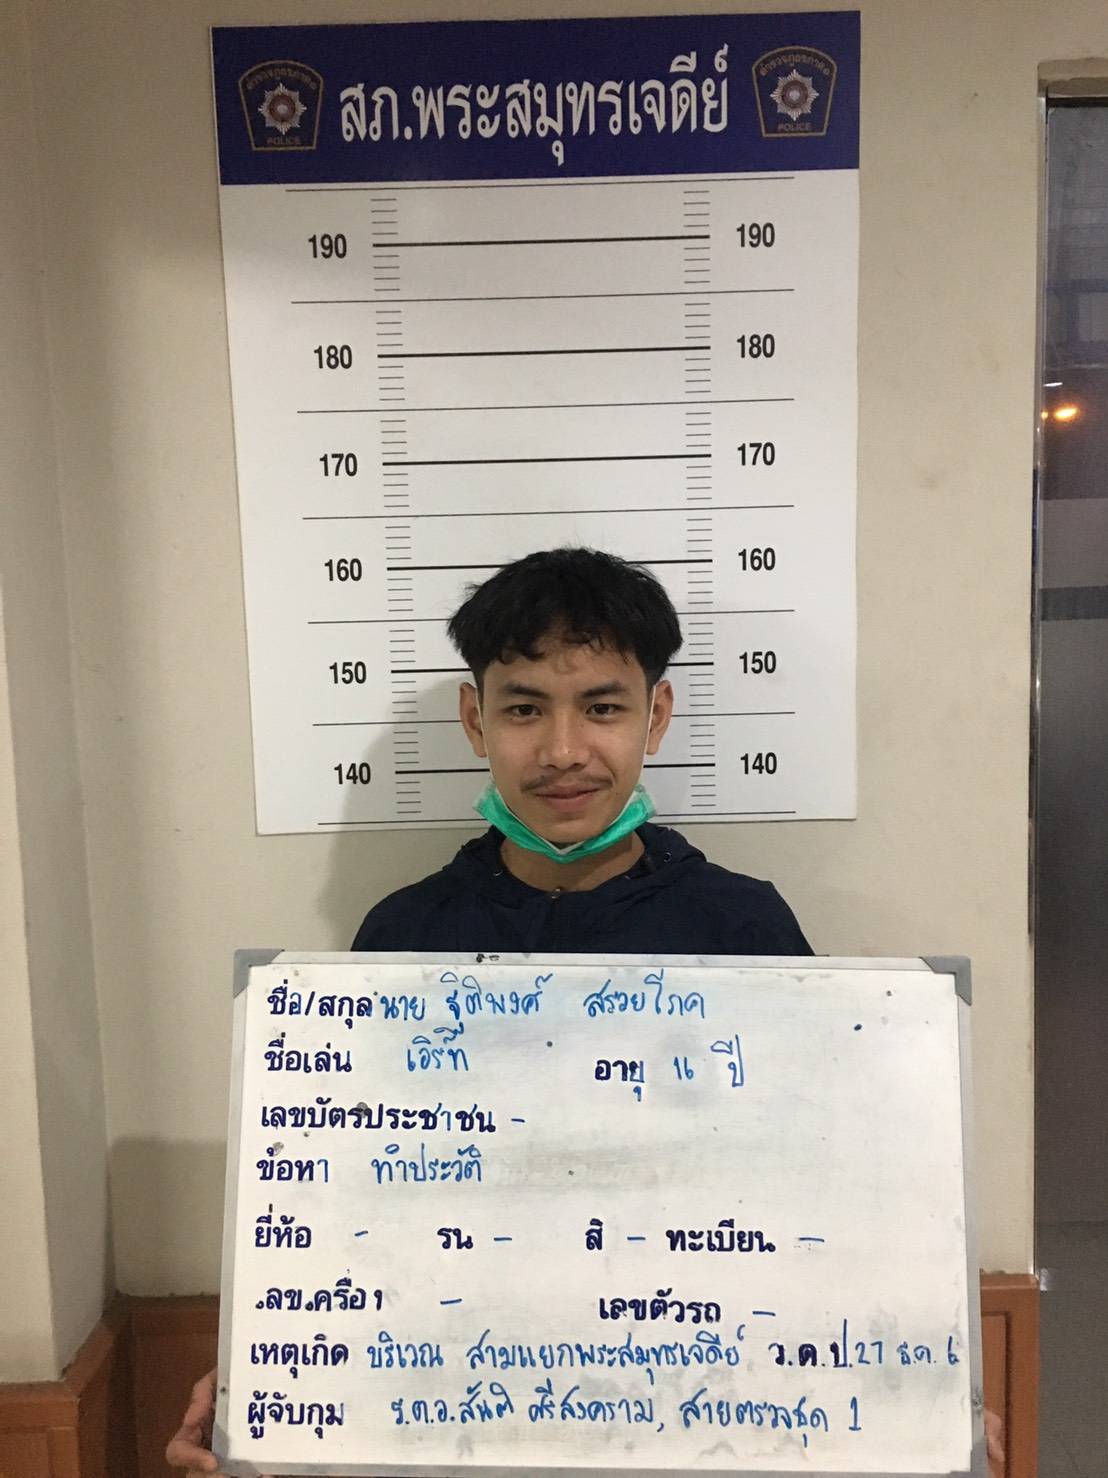 สภ.พระสมุทรเจดีย์
POLICE POLICE
190 190
180 180
170 170
160 160
150 150
140 140
ชื่อ/สกุล นาย ฐิติพงศ์ สรวยโภค
ชื่อเล่น เอิร์ท อายุ 16 ปี
เลขบัตรประชาชน -
ข้อหา ทำประวัติ
ยี่ห้อ - รน - สี - ทะเบียน -
.ลข.ครื่อง - เลขตัวรถ -
เหตุเกิด บริเวณ สามแยกพระสมุทรเจดีย์ ว.ด.ป. 27 ธ.ค. 6
ผู้จับกุม ร.ต.อ.สันติ ศรีสงคราม, สายตรวจชุด 1